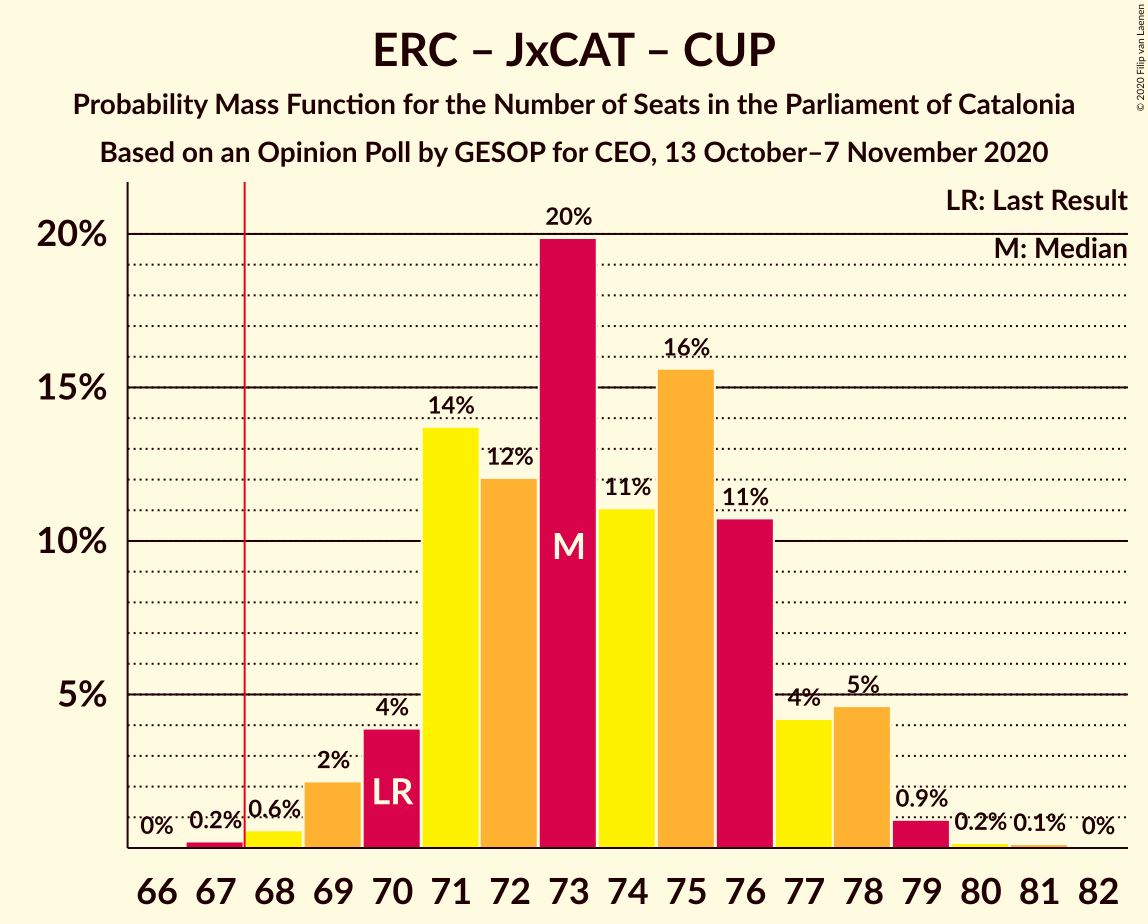 ERC – JxCAT – CUP
Probability Mass Function for the Number of Seats in the Parliament of Catalonia
Based on an Opinion Poll by GESOP for CEO, 13 October–7 November 2020
© 2020 Filip van Laenen
LR: Last Result
M: Median
20%
15%
10%
5%
0%
0.2%
0.6%
2%
4%
14%
12%
20%
11%
16%
11%
4%
5%
0.9%
0.2%
0.1%
0%
LR
M
66 67 68 69 70 71 72 73 74 75 76 77 78 79 80 81 82